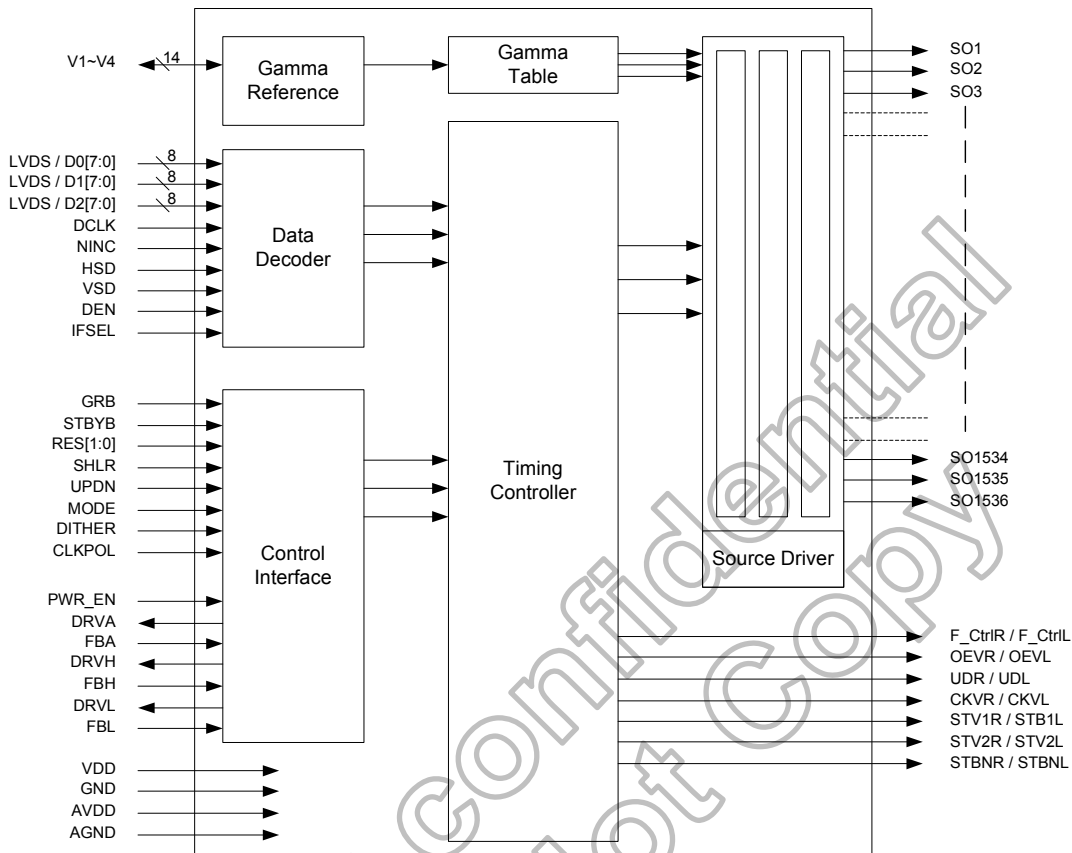 V1~V4
14
Gamma
Reference
Gamma
Table
SO1
SO2
SO3
LVDS / D0[7:0]
8
LVDS / D1[7:0]
8
LVDS / D2[7:0]
8
DCLK
NINC
HSD
VSD
DEN
IFSEL
Data
Decoder
GRB
STBYB
RES[1:0]
SHLR
UPDN
MODE
DITHER
CLKPOL
PWR_EN
DRVA
FBA
DRVH
FBH
DRVL
FBL
Control
Interface
Timing
Controller
Source Driver
SO1534
SO1535
SO1536
F_CtrlR / F_CtrlL
OEVR / OEVL
UDR / UDL
CKVR / CKVL
STV1R / STB1L
STV2R / STV2L
STBNR / STBNL
VDD
GND
AVDD
AGND
confidential
ot Copy